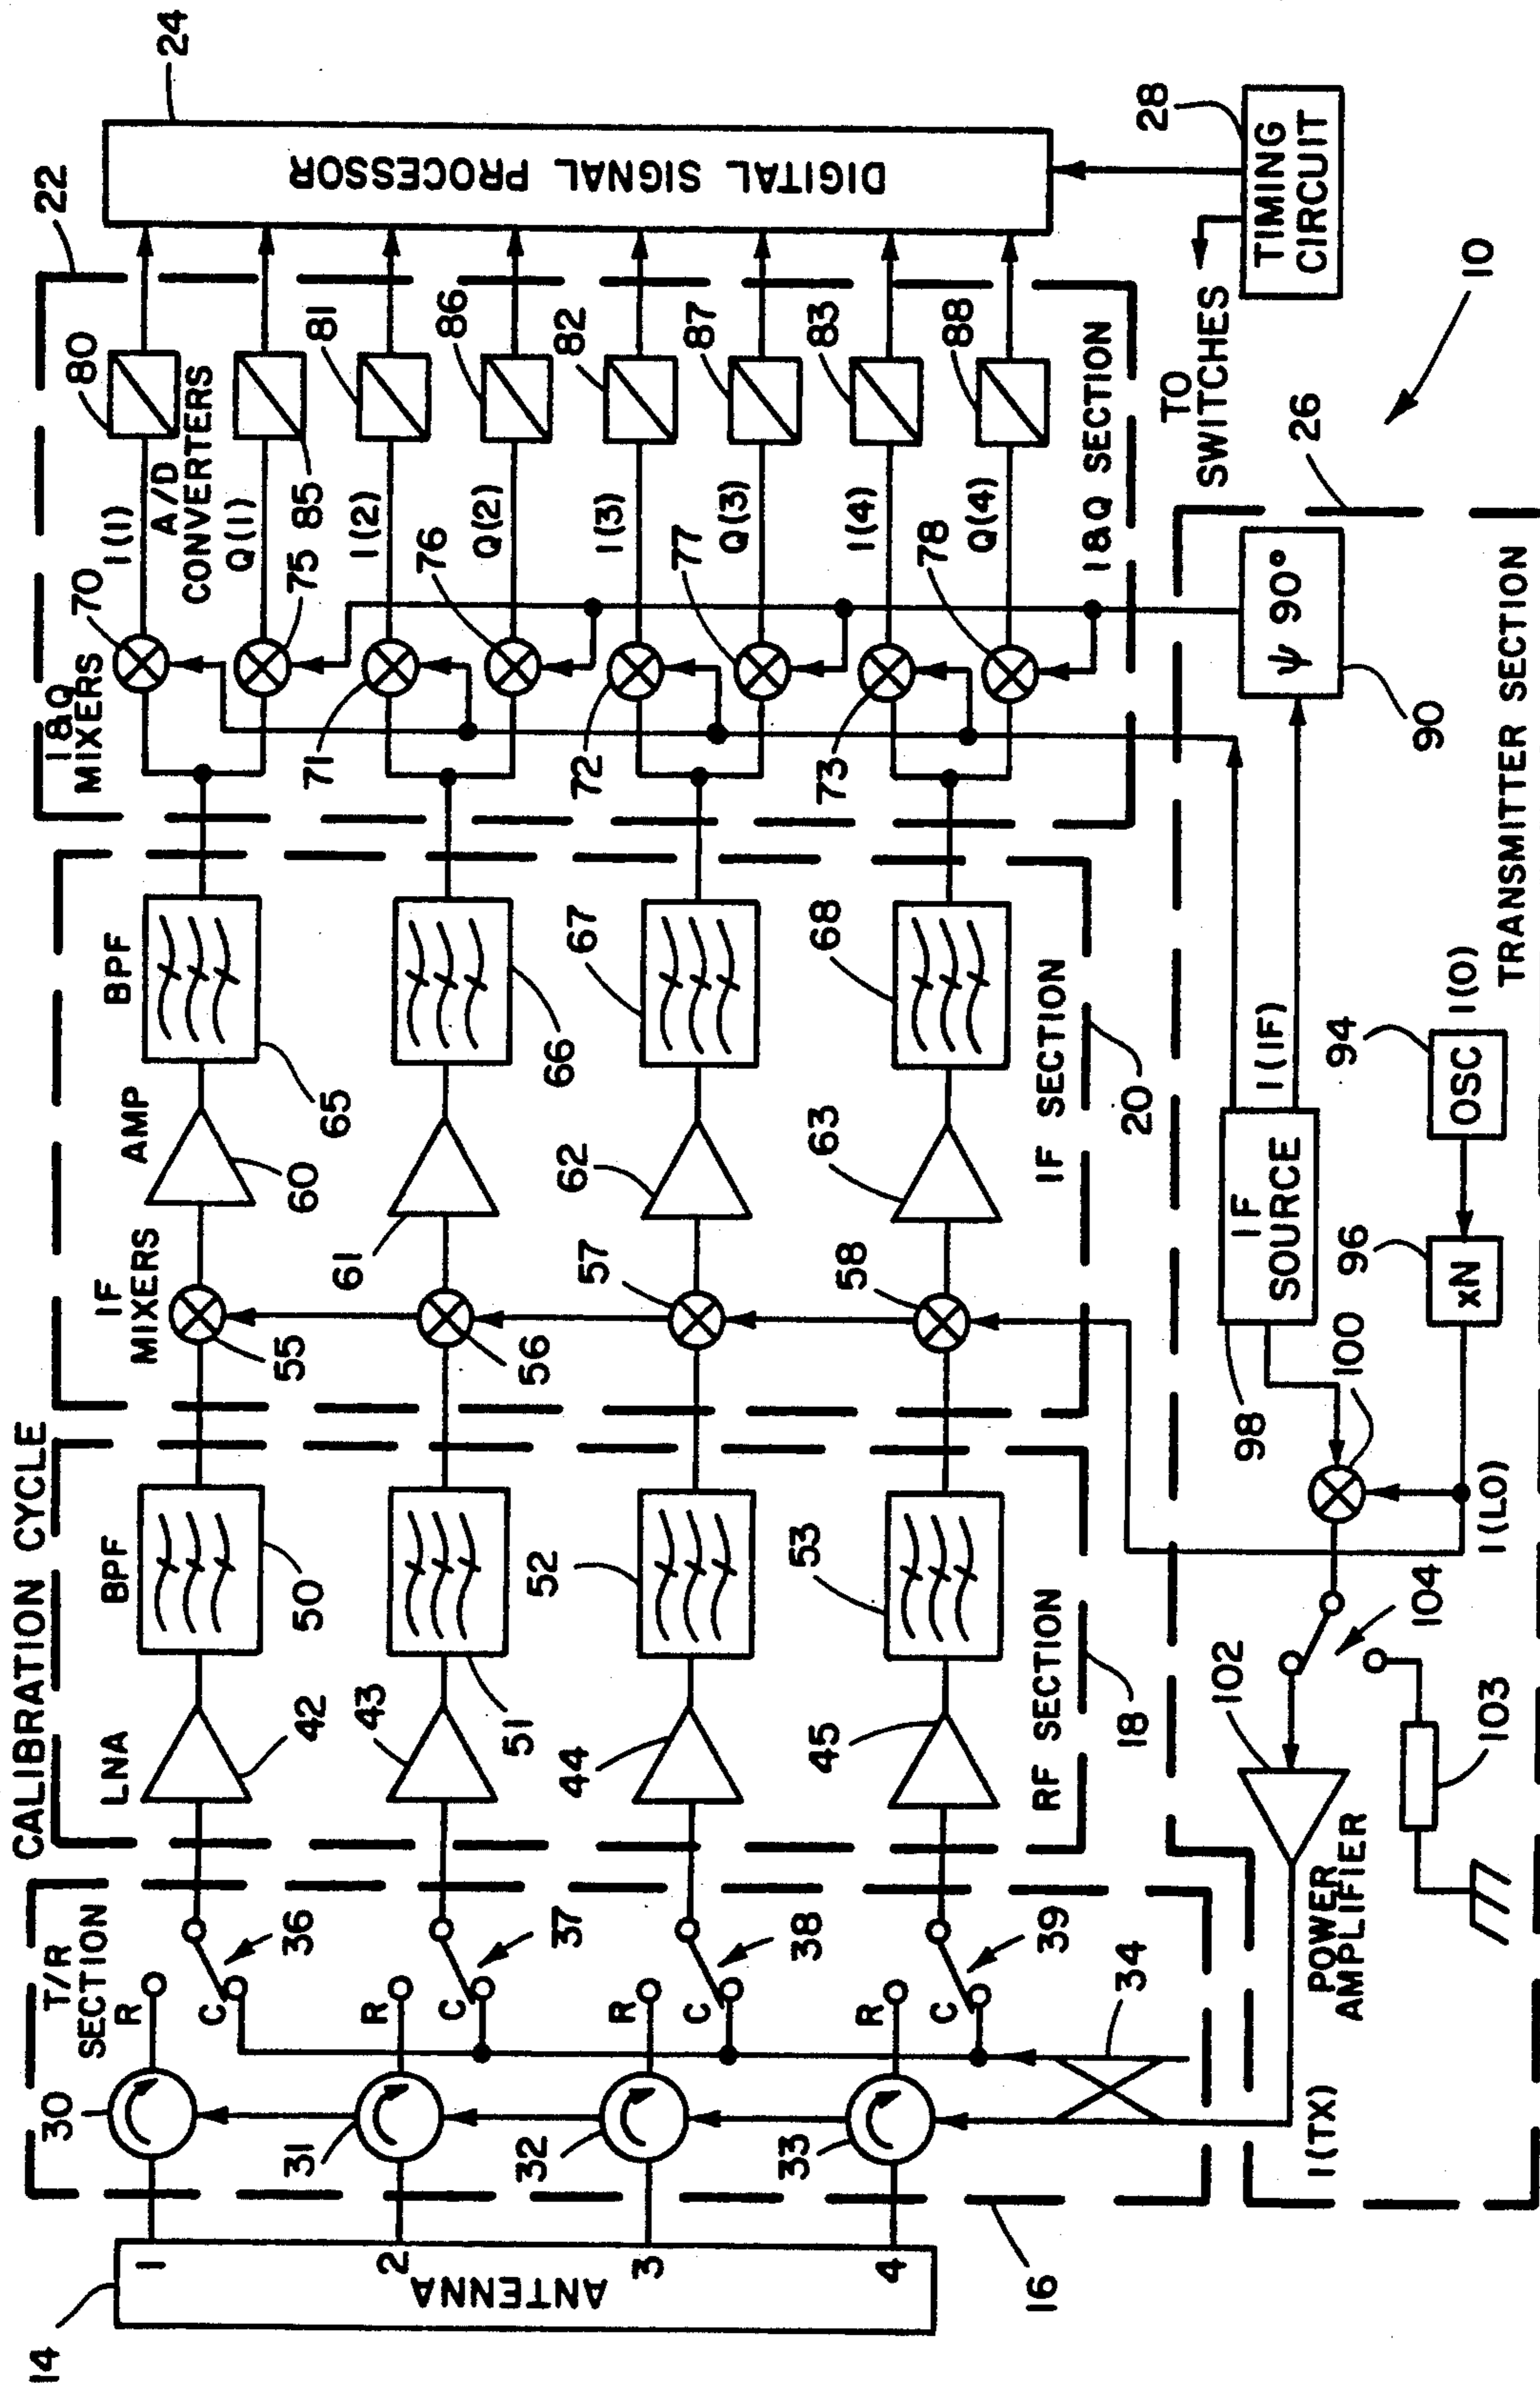 CALIBRATION CYCLE
14
ANTENNA
1
2
3
4
16
T/R
SECTION
30
31
32
33
R
C
R
C
R
C
R
C
36
37
38
39
34
LNA
BPF
42
43
44
45
50
51
52
53
RF SECTION
18
IF
MIXERS
AMP
BPF
55
56
57
58
60
61
62
63
65
66
67
68
IF SECTION
20
I&Q
MIXERS
22
70
75
71
76
72
77
73
78
I(1)
A/D
CONVERTERS
Q(1)
I(2)
Q(2)
I(3)
Q(3)
I(4)
Q(4)
80
85
81
86
82
87
83
88
I&Q SECTION
DIGITAL SIGNAL PROCESSOR
24
28
TIMING
CIRCUIT
TO
SWITCHES
10
26
TRANSMITTER SECTION
ψ 90°
90
I(IF)
IF
SOURCE
98
94
OSC
I(O)
96
xN
100
I(LO)
104
102
103
POWER
AMPLIFIER
I(TX)